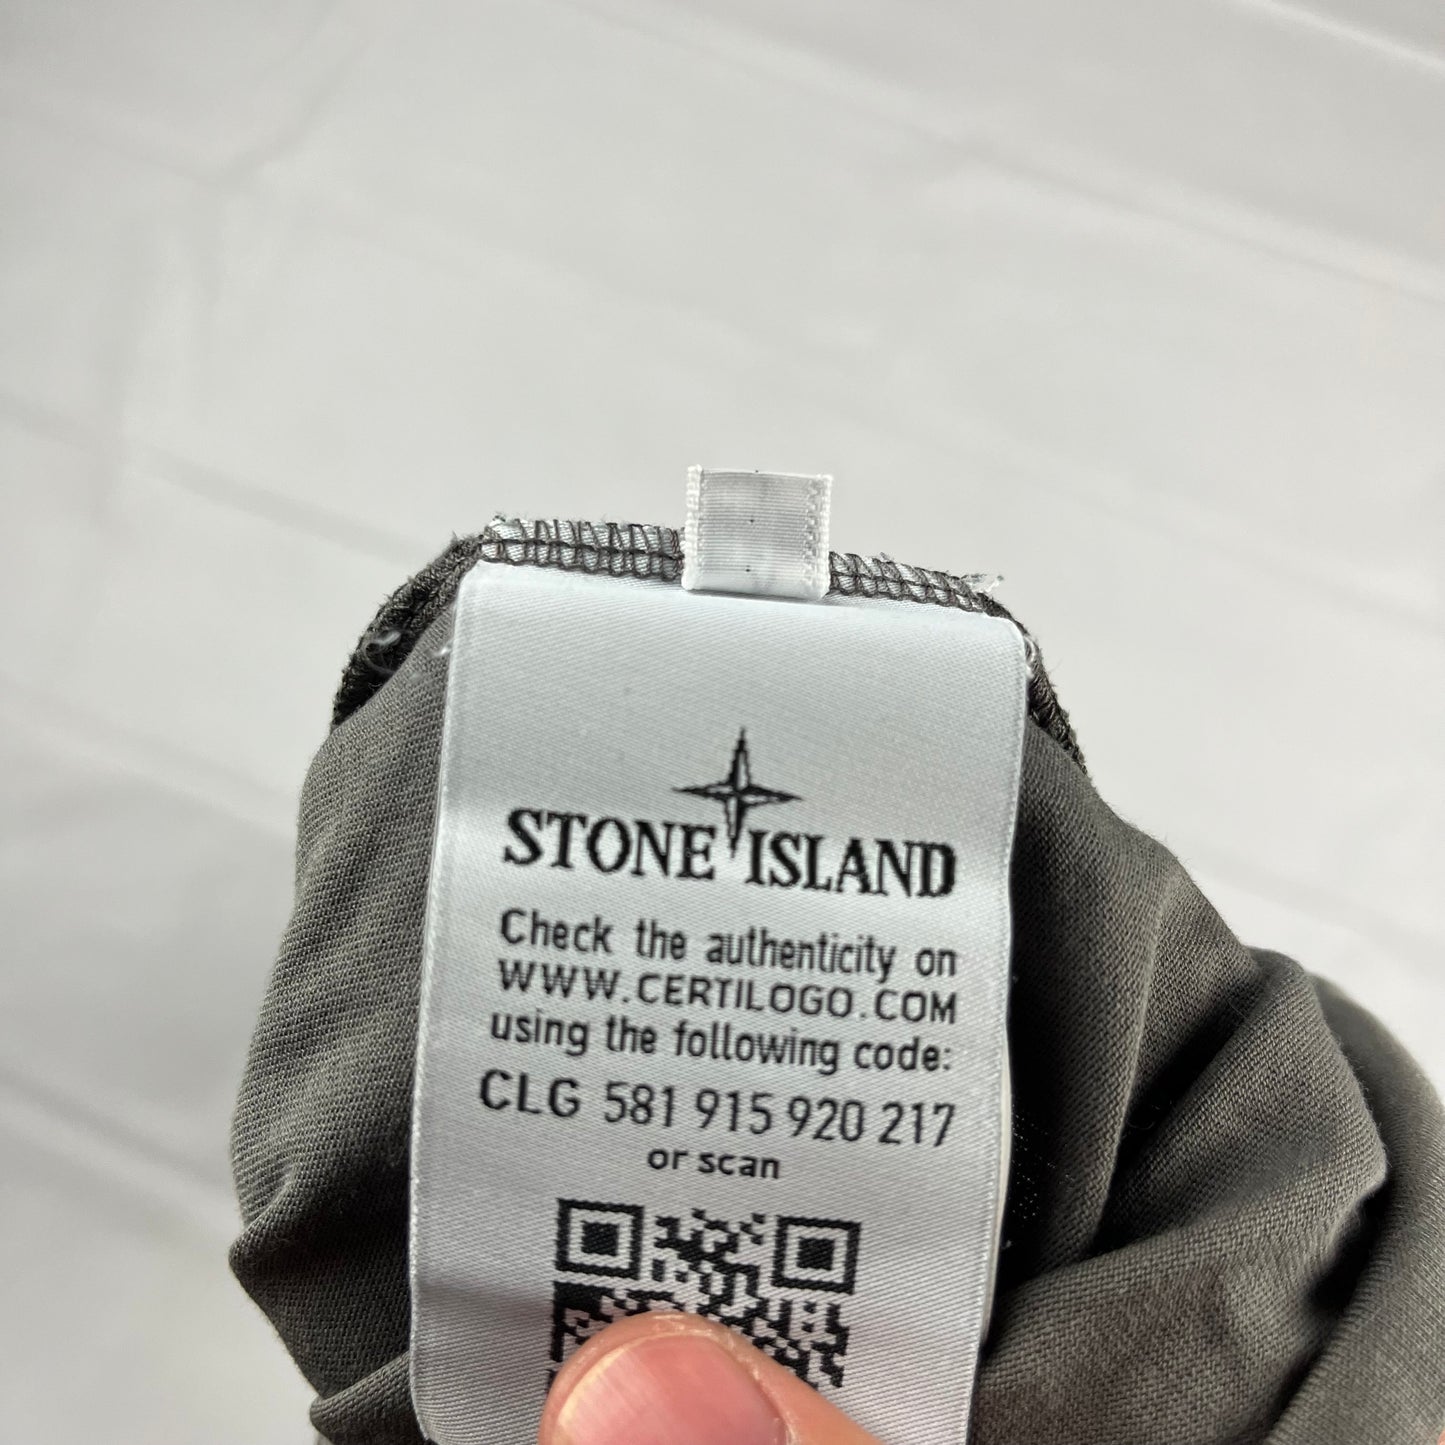 STONE ISLAND
Check the authenticity on
WWW.CERTILOGO.COM
using the following code:
CLG 581 915 920 217
or scan